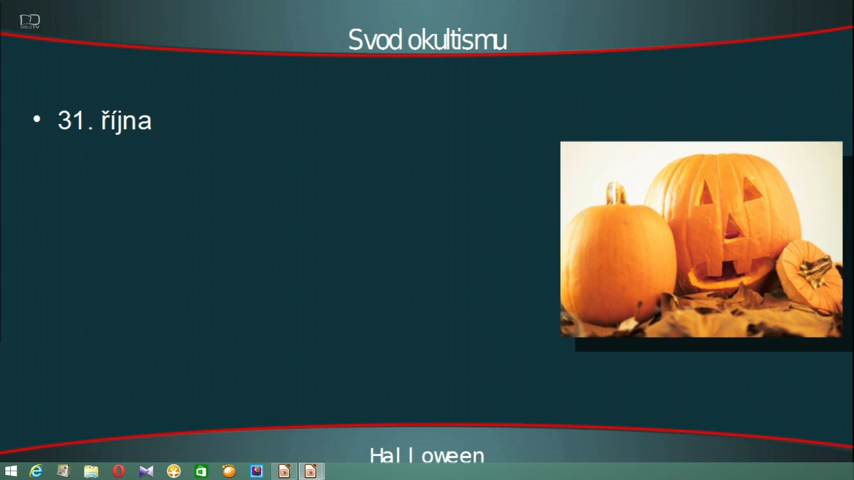 Svod okultismu
• 31. října
Halloween